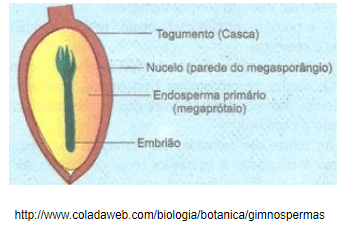 Tegumento (Casca)
Nucelo (parede do megasporângio)
Endosperma primário
(megaprótalo)
Embrião
http://www.coladaweb.com/biologia/botanica/gimnospermas